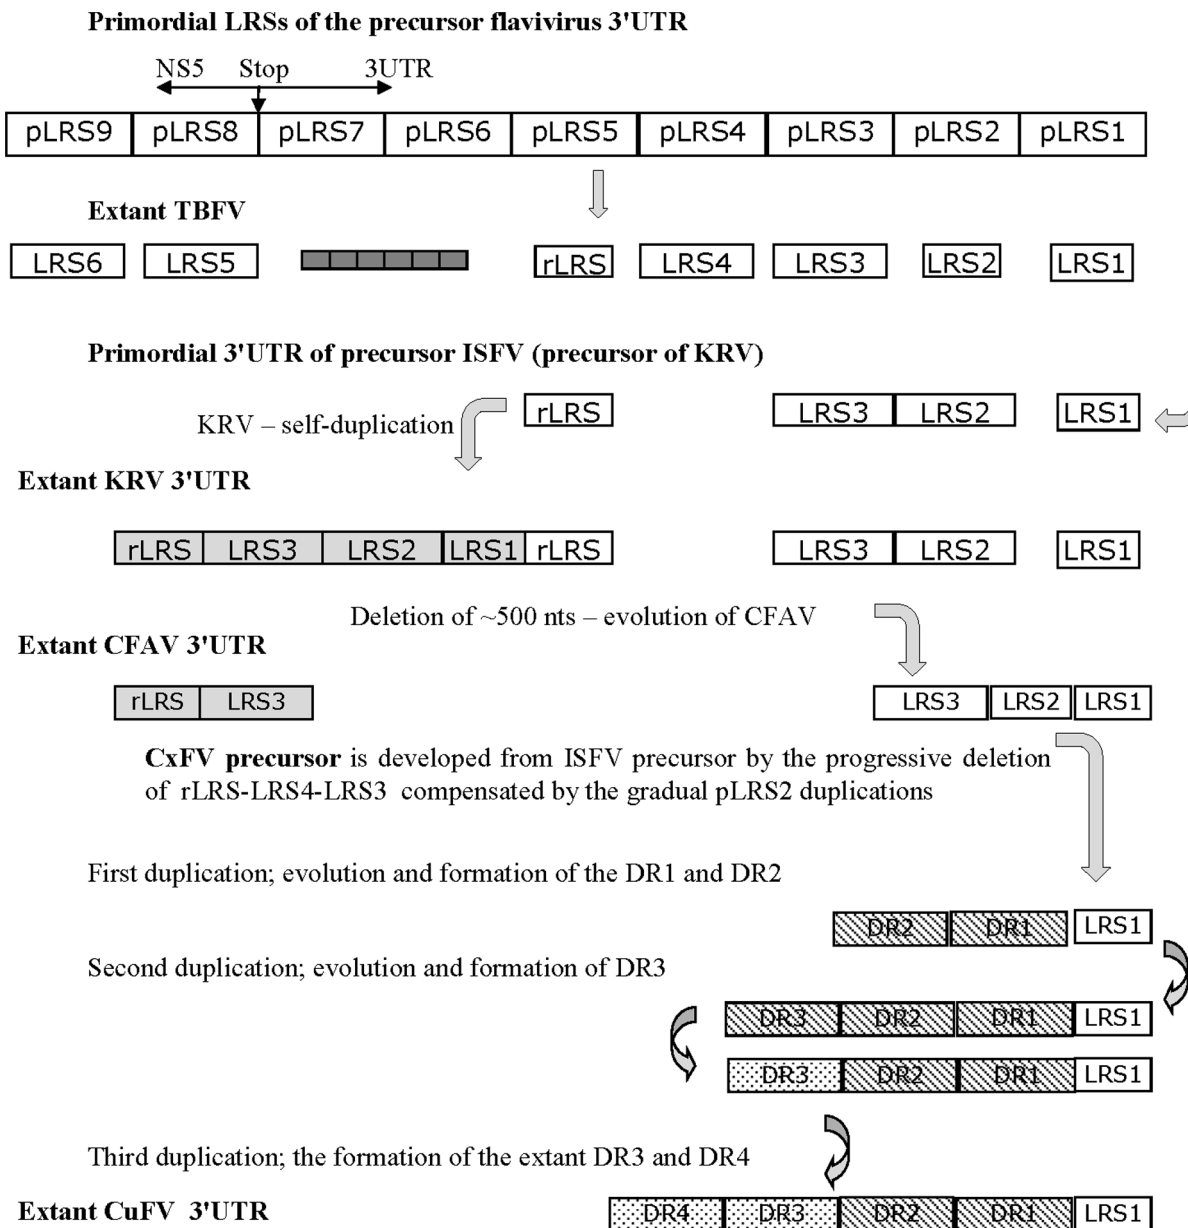 Primordial LRSs of the precursor flavivirus 3'UTR
NS5 Stop 3UTR
pLRS9 pLRS8 pLRS7 pLRS6 pLRS5 pLRS4 pLRS3 pLRS2 pLRS1
Extant TBFV
LRS6 LRS5 rLRS LRS4 LRS3 LRS2 LRS1
Primordial 3'UTR of precursor ISFV (precursor of KRV)
rLRS LRS3 LRS2 LRS1
KRV – self-duplication
Extant KRV 3'UTR
rLRS LRS3 LRS2 LRS1 rLRS LRS3 LRS2 LRS1
Deletion of ~500 nts – evolution of CFAV
Extant CFAV 3'UTR
rLRS LRS3 LRS3 LRS2 LRS1
CxFV precursor is developed from ISFV precursor by the progressive deletion
of rLRS-LRS4-LRS3 compensated by the gradual pLRS2 duplications
First duplication; evolution and formation of the DR1 and DR2
DR2 DR1 LRS1
Second duplication; evolution and formation of DR3
DR3 DR2 DR1 LRS1
DR3 DR2 DR1 LRS1
Third duplication; the formation of the extant DR3 and DR4
Extant CuFV 3'UTR
DR4 DR3 DR2 DR1 LRS1